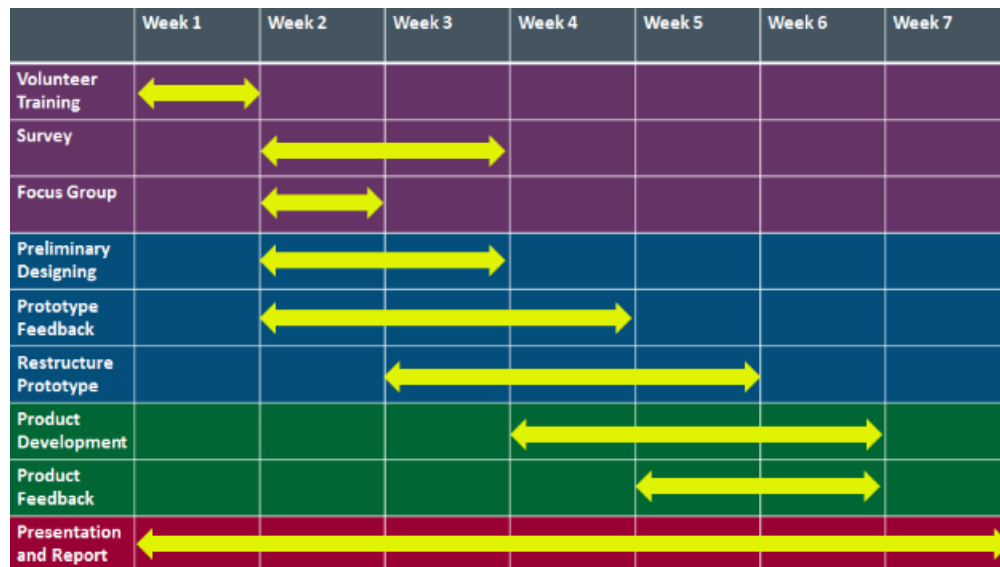 Week 1 Week 2 Week 3 Week 4 Week 5 Week 6 Week 7
Volunteer
Training
Survey
Focus Group
Preliminary
Designing
Prototype
Feedback
Restructure
Prototype
Product
Development
Product
Feedback
Presentation
and Report